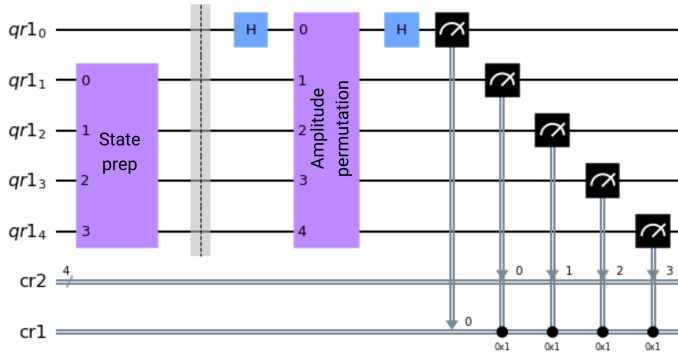 qr1₀ H 0 H
qr1₁ 0 1
qr1₂ 1 2
State
prep
Amplitude
permutation
qr1₃ 2 3
qr1₄ 3 4
cr2 4 0 1 2 3
cr1 0
0x1 0x1 0x1 0x1